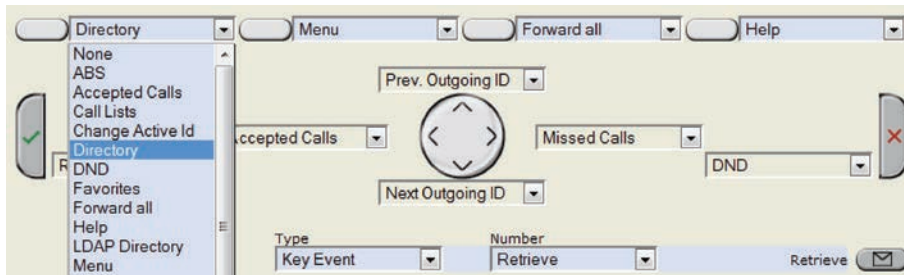 Directory Menu Forward all Help
None
ABS
Accepted Calls
Call Lists
Change Active Id
Directory
DND
Favorites
Forward all
Help
LDAP Directory
Menu
Prev. Outgoing ID
ccepted Calls
Missed Calls
R
DND
Next Outgoing ID
Type
Number
Key Event
Retrieve
Retrieve